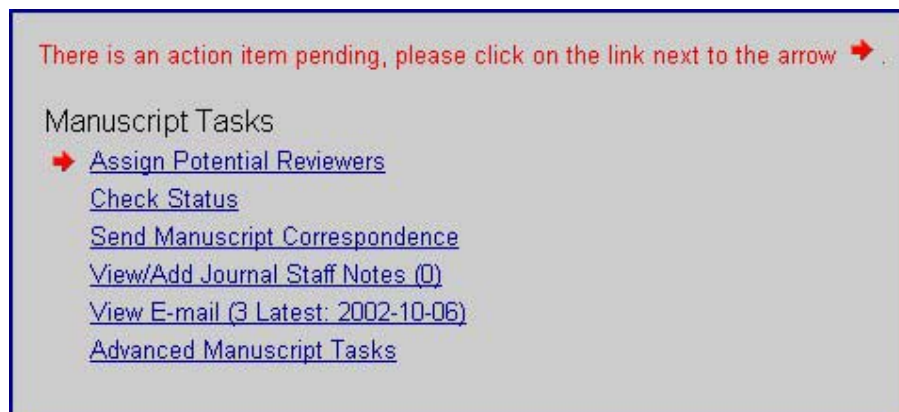 There is an action item pending, please click on the link next to the arrow .
Manuscript Tasks
Assign Potential Reviewers
Check Status
Send Manuscript Correspondence
View/Add Journal Staff Notes (0)
View E-mail (3 Latest: 2002-10-06)
Advanced Manuscript Tasks